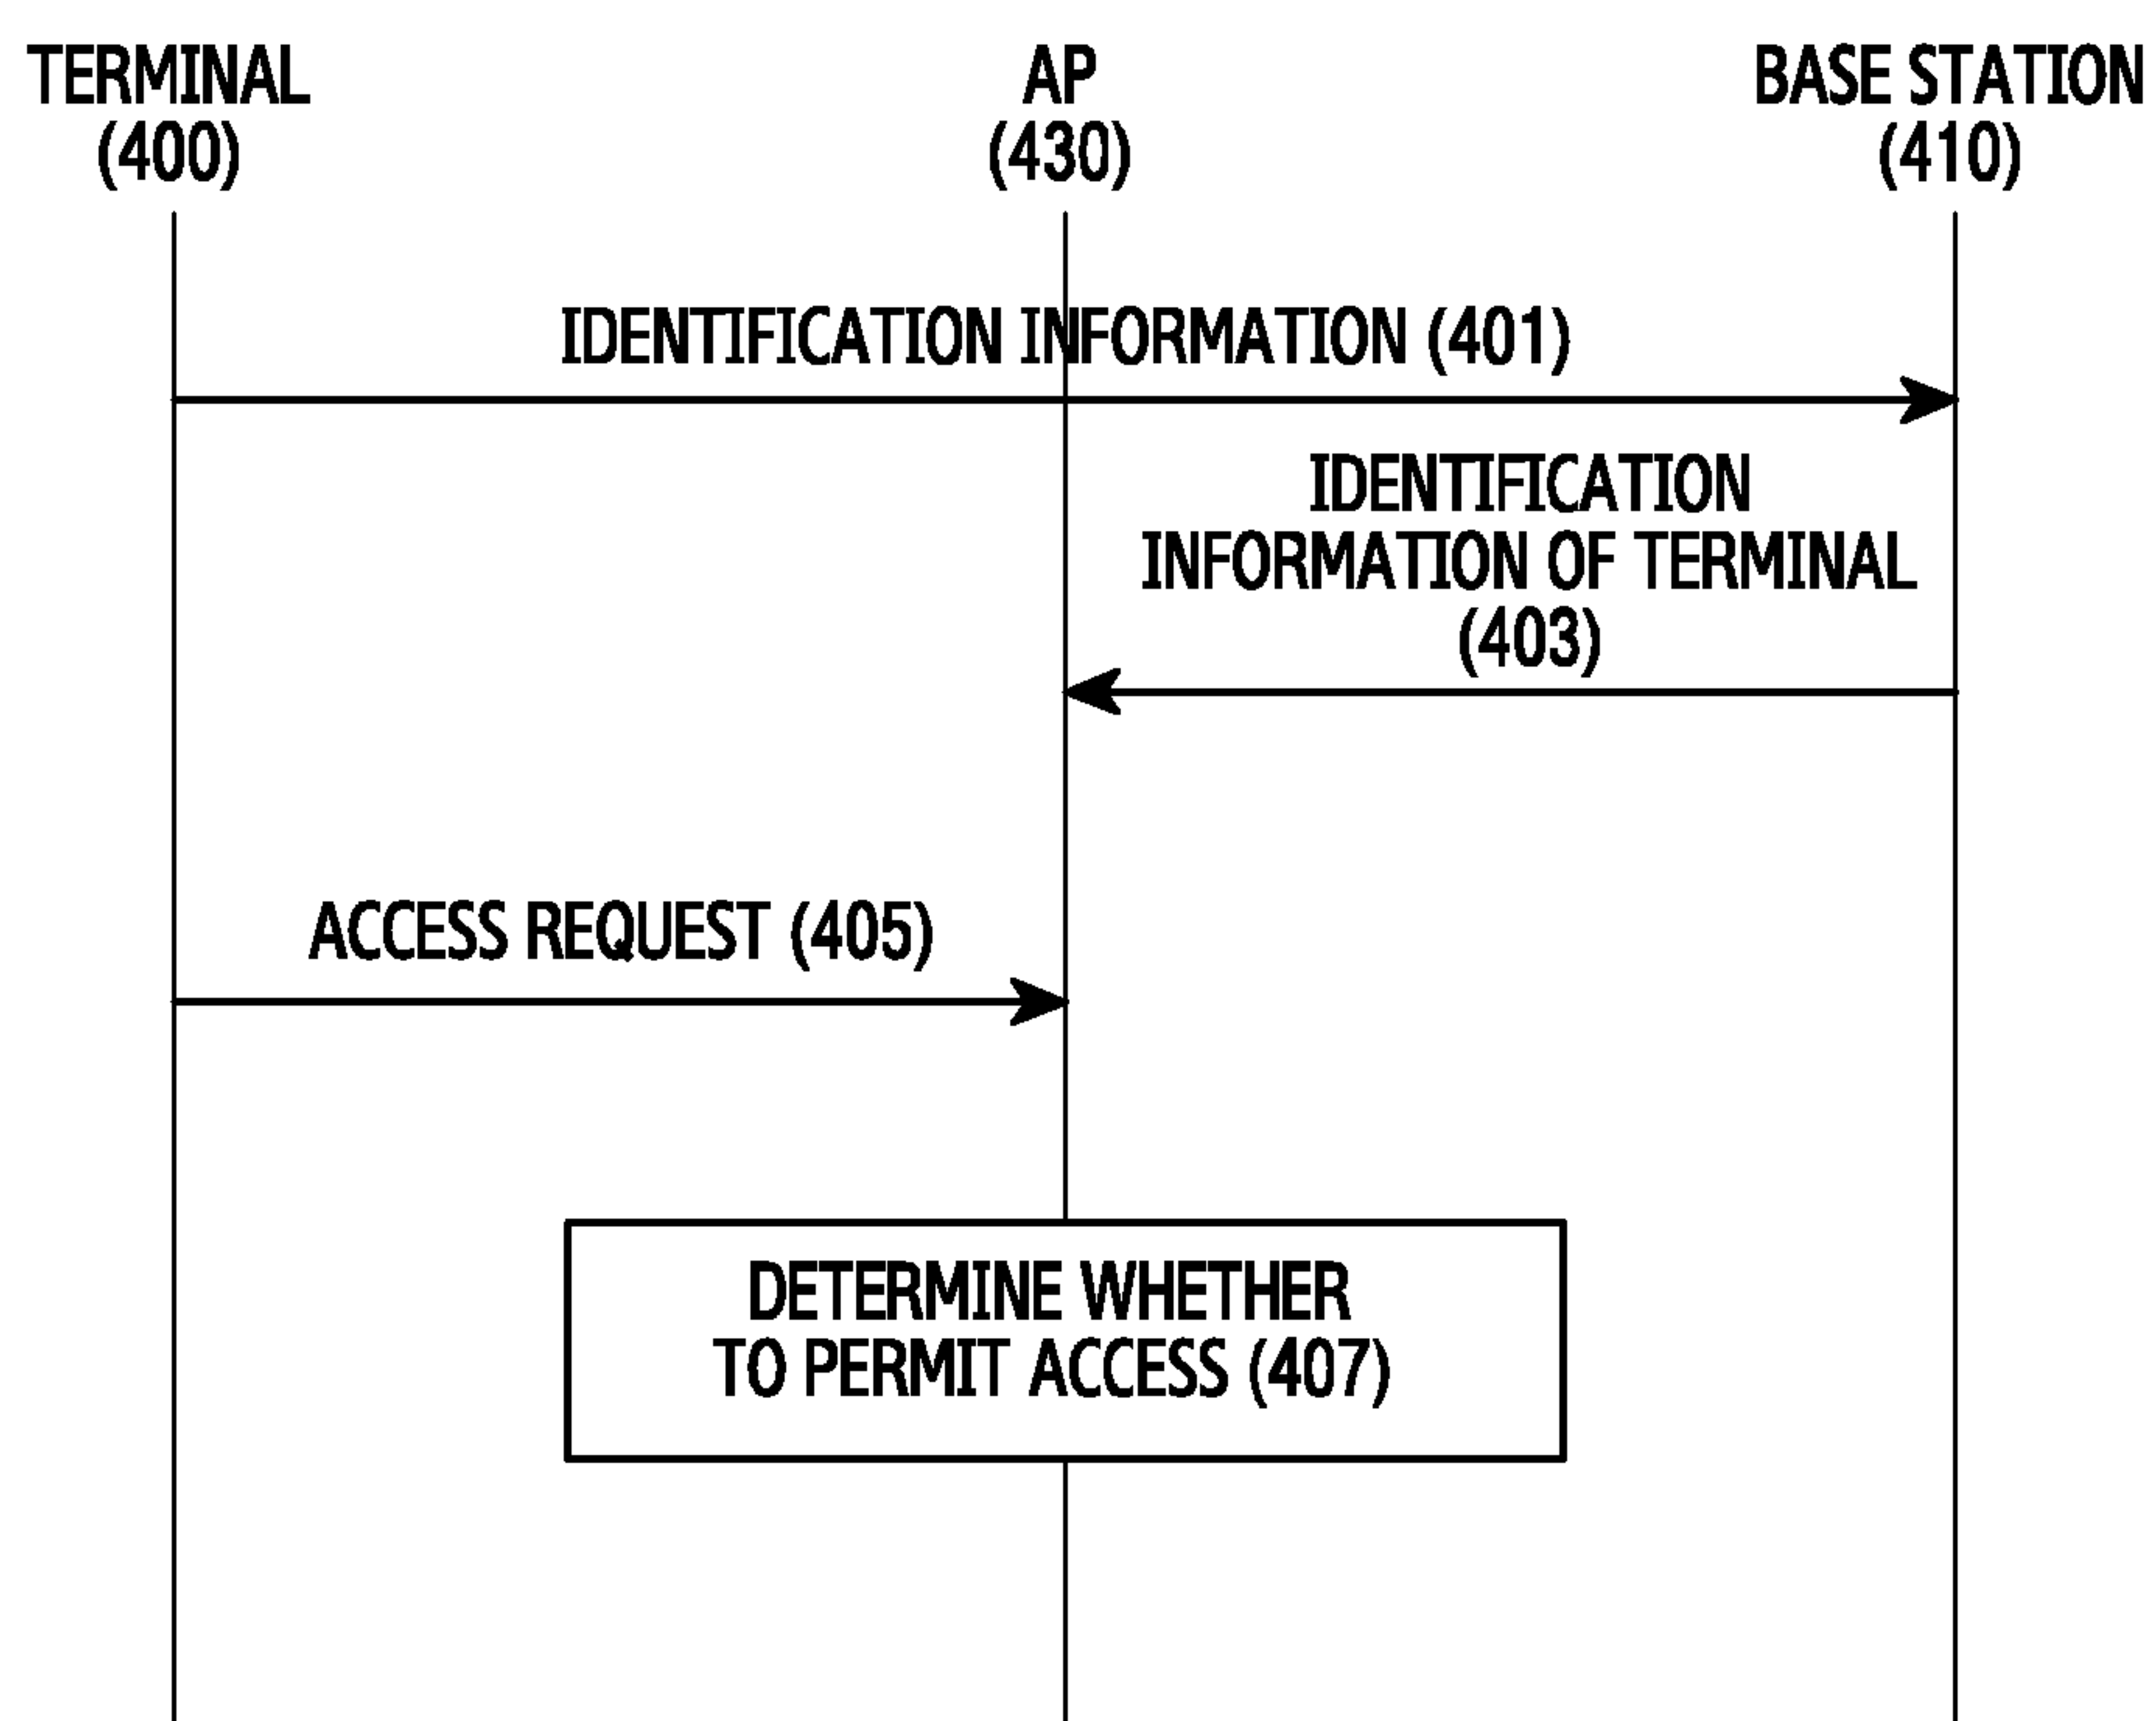 TERMINAL
(400)
AP
(430)
BASE STATION
(410)
IDENTIFICATION INFORMATION (401)
IDENTIFICATION
INFORMATION OF TERMINAL
(403)
ACCESS REQUEST (405)
DETERMINE WHETHER
TO PERMIT ACCESS (407)